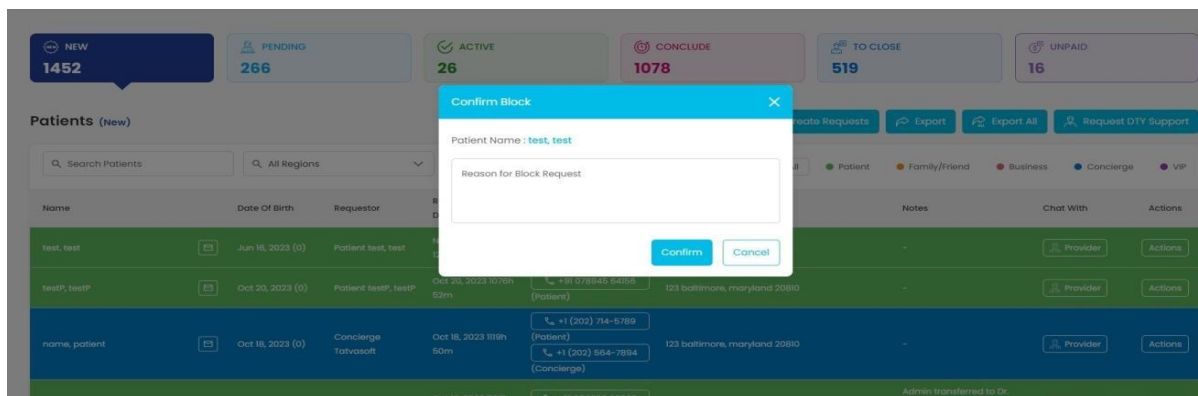 NEW
1452
PENDING
266
ACTIVE
26
CONCLUDE
1078
TO CLOSE
519
UNPAID
16
Confirm Block
Patient Name : test, test
Reason for Block Request
Confirm
Cancel
Patients (New)
Requests
Export
Export All
Request DTY Support
Search Patients
All Regions
Patient
Family/Friend
Business
Concierge
VIP
Name
Date Of Birth
Requestor
Notes
Chat With
Actions
test, test
Jun 18, 2023 (0)
Patient test, test
-
Provider
Actions
testP, testP
Oct 20, 2023 (0)
Patient testP, testP
Oct 20, 2023 1076h
52m
(Patient)
123 baltimore, maryland 20810
-
Provider
Actions
name, patient
Oct 18, 2023 (0)
Concierge
Tatvasoft
Oct 18, 2023 1119h
50m
+1 (202) 714-5789
(Patient)
+1 (202) 564-7894
(Concierge)
123 baltimore, maryland 20810
-
Provider
Actions
Admin transferred to Dr.